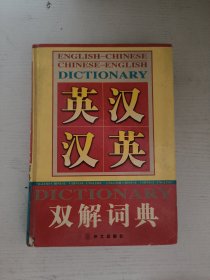 ENGLISH-CHINESE
CHINESE-ENGLISH
DICTIONARY
英汉
汉英
DICTIONARY
双解词典